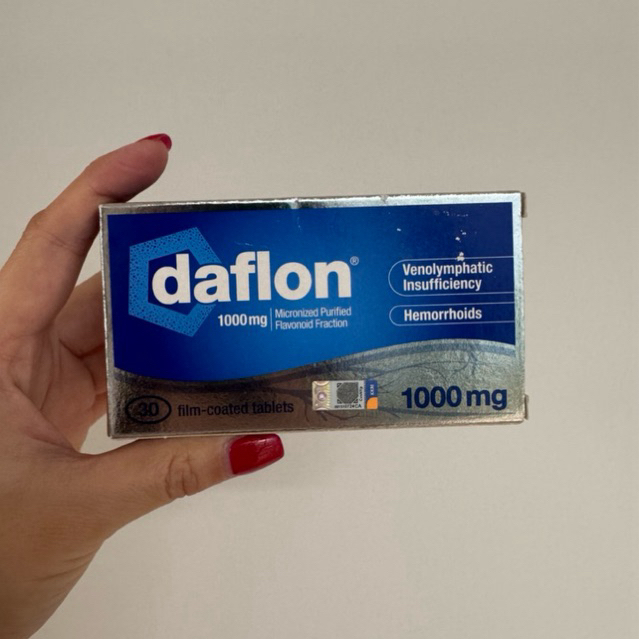 daflon®
1000 mg
Micronized Purified
Flavonoid Fraction
Venolymphatic
Insufficiency
Hemorrhoids
30 film-coated tablets
1000 mg